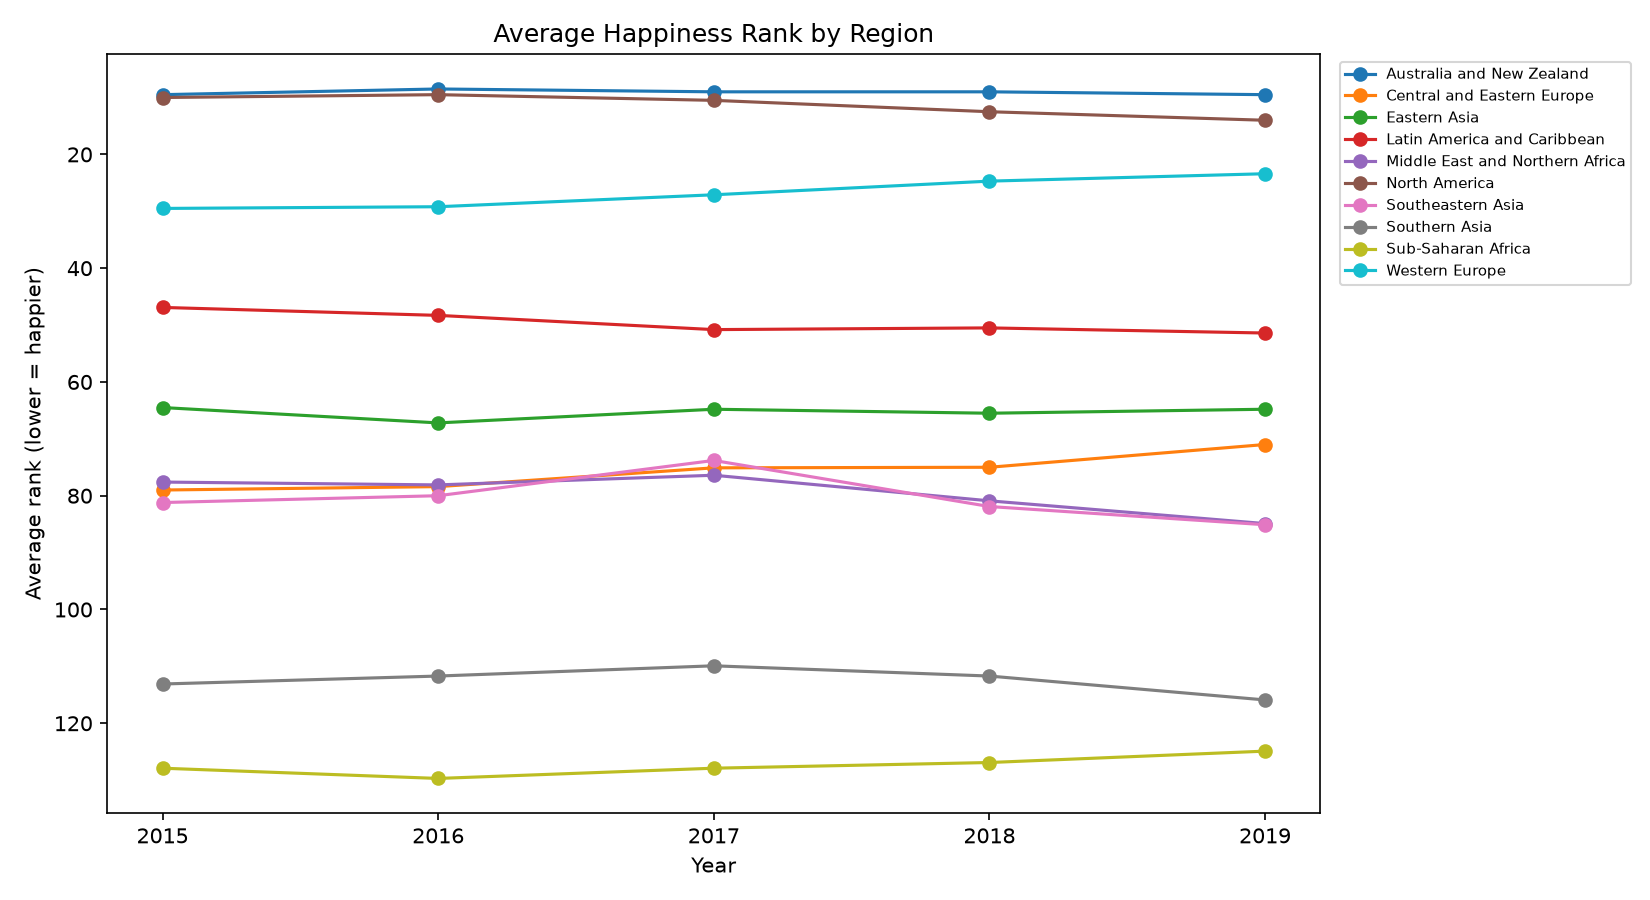 Average Happiness Rank by Region
Average rank (lower = happier)
20
40
60
80
100
120
2015
2016
2017
2018
2019
Year
Australia and New Zealand
Central and Eastern Europe
Eastern Asia
Latin America and Caribbean
Middle East and Northern Africa
North America
Southeastern Asia
Southern Asia
Sub-Saharan Africa
Western Europe